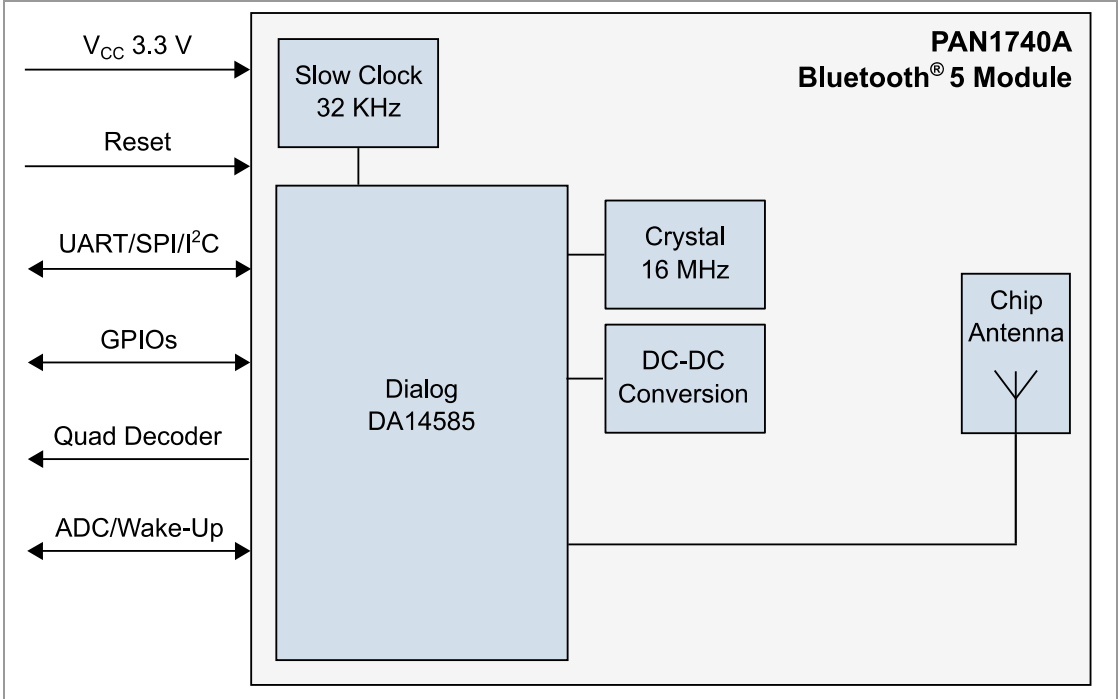 V_CC 3.3 V
Reset
UART/SPI/I²C
GPIOs
Quad Decoder
ADC/Wake-Up
PAN1740A
Bluetooth® 5 Module
Slow Clock
32 KHz
Crystal
16 MHz
DC-DC
Conversion
Dialog
DA14585
Chip
Antenna